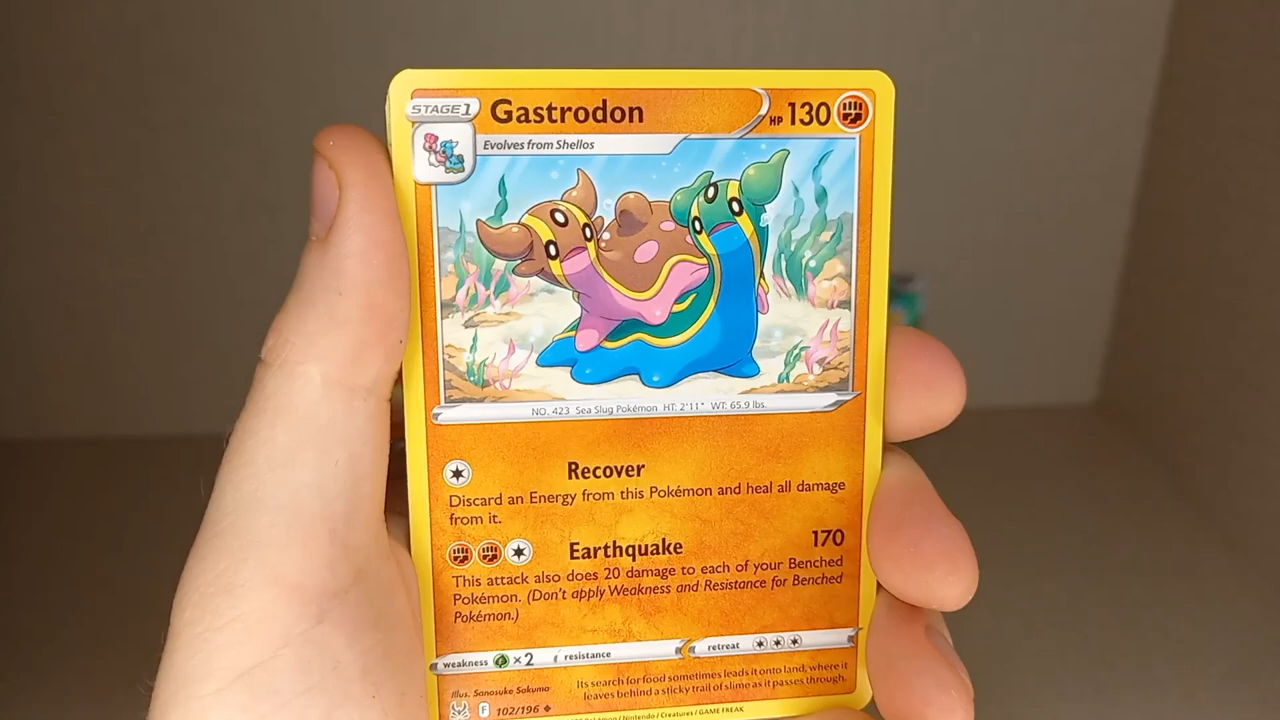 STAGE 1 Gastrodon HP 130
Evolves from Shellos
NO. 423 Sea Slug Pokémon HT: 2'11" WT: 65.9 lbs.
Recover
Discard an Energy from this Pokémon and heal all damage
from it.
Earthquake 170
This attack also does 20 damage to each of your Benched
Pokémon. (Don't apply Weakness and Resistance for Benched
Pokémon.)
weakness ×2 resistance retreat
Its search for food sometimes leads it onto land, where it
leaves behind a sticky trail of slime as it passes through.
Illus. Sanosuke Sakuma
F 102/196
Pokémon / Nintendo / Creatures / GAME FREAK